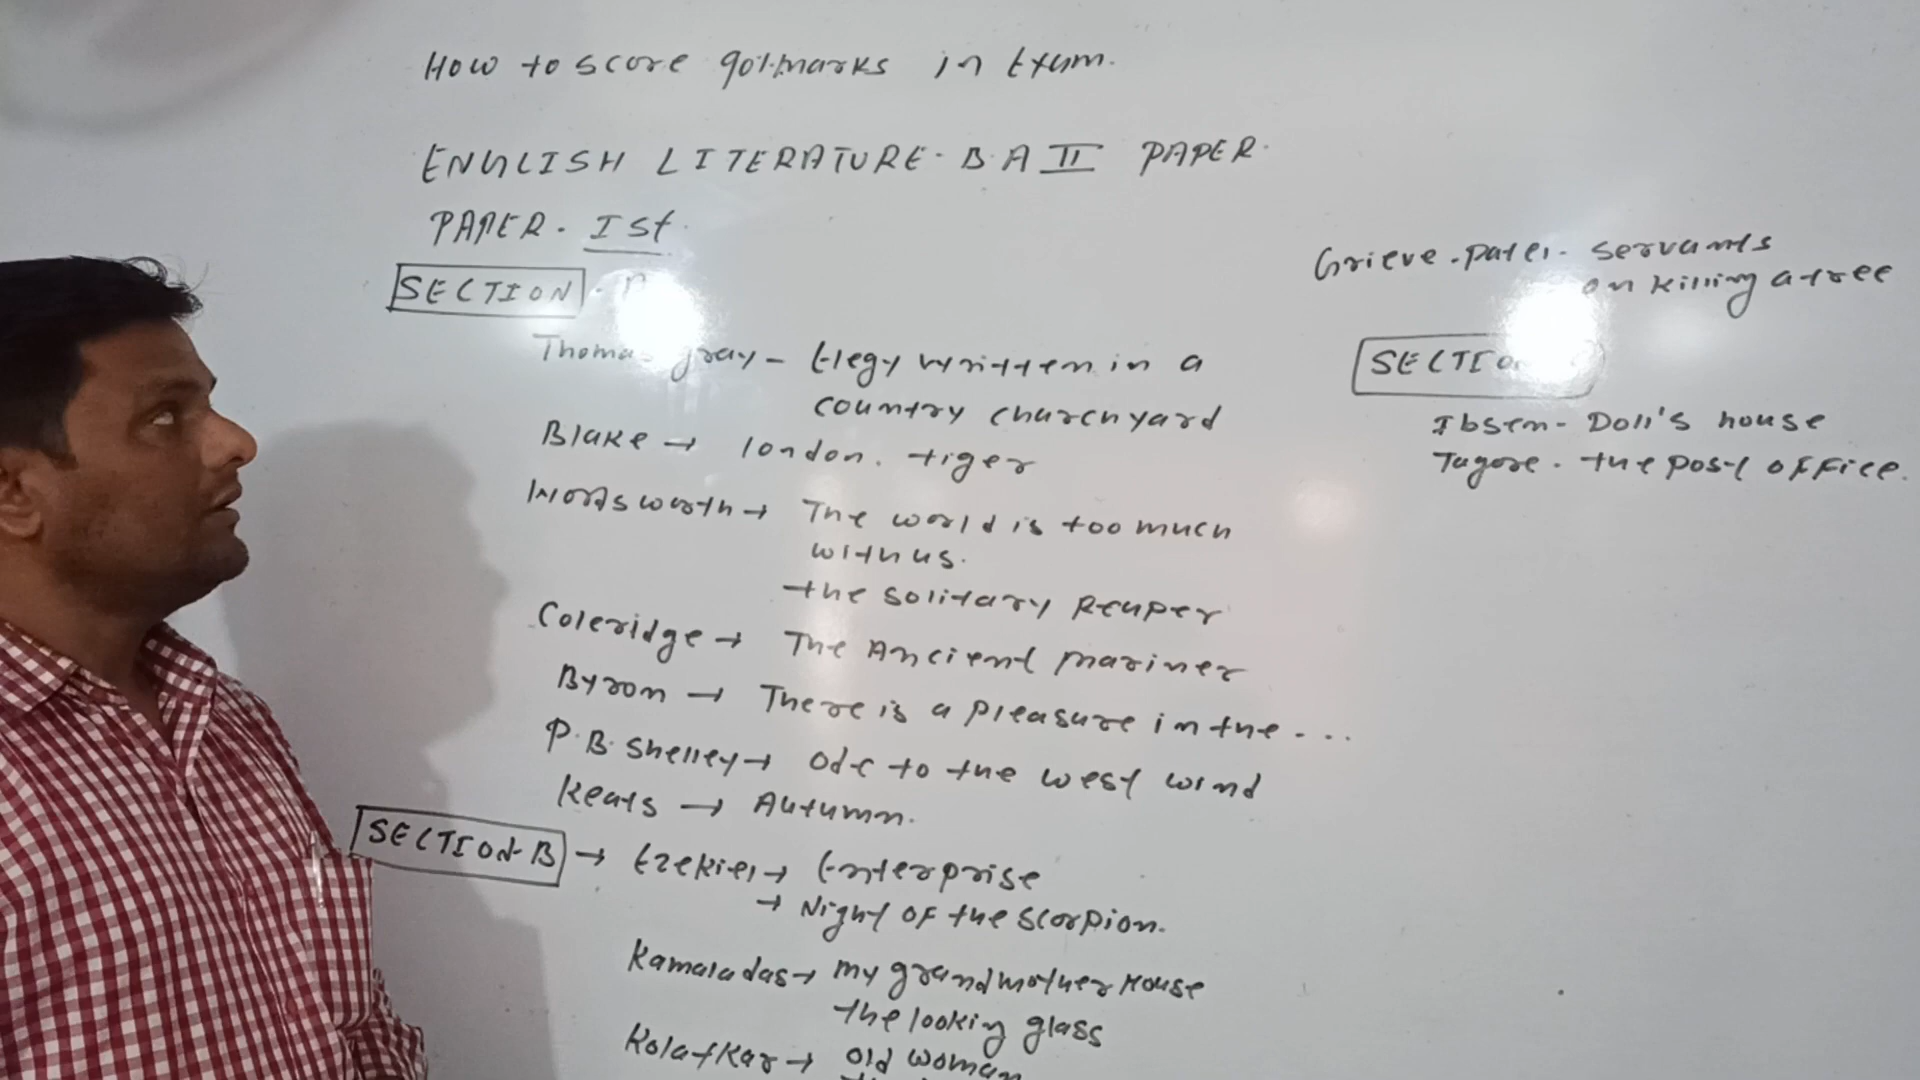 How to score 90% marks in Exam.
ENGLISH LITERATURE. B.A II PAPER.
PAPER. Ist.
SECTION
Thomas gray - Elegy written in a
country churchyard
Blake → london. tiger
Wordsworth → The world is too much
with us.
the solitary Reaper
Coleridge → The Ancient mariner
Byron → There is a pleasure in the ...
P.B. Shelley → Ode to the west wind
Keats → Autumn.
SECTION-B → Ezekiel → Enterprise
→ Night of the Scorpion.
Kamaladas → my grandmother House
the looking glass
Kolatkar → old woman
Grieve. patel. servants
on killing a tree
SECTION
Ibsen - Doll's house
Tagore. the post office.